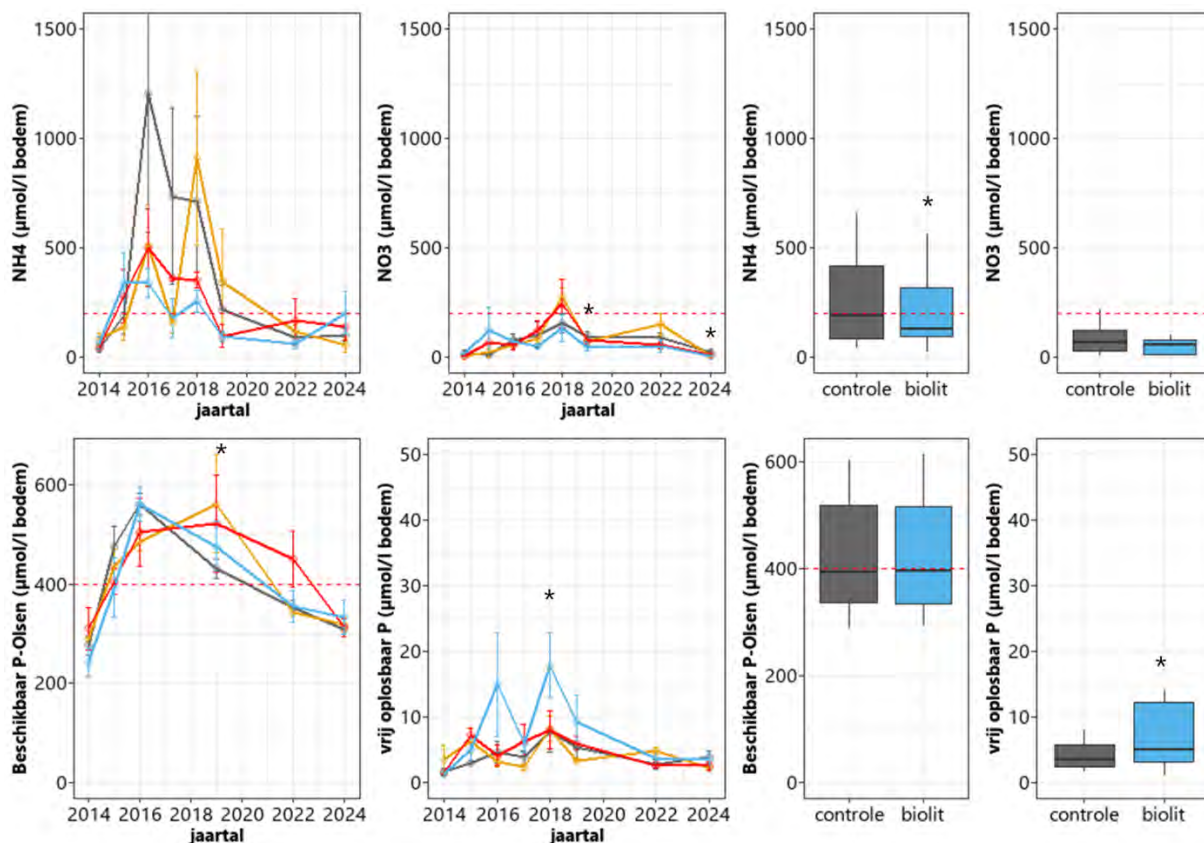 NH4 (µmol/l bodem)
1500
1000
500
0
2014 2016 2018 2020 2022 2024
jaartal
NO3 (µmol/l bodem)
1500
1000
500
0
*
*
2014 2016 2018 2020 2022 2024
jaartal
NH4 (µmol/l bodem)
1500
1000
500
0
*
controle biolit
NO3 (µmol/l bodem)
1500
1000
500
0
controle biolit
Beschikbaar P-Olsen (µmol/l bodem)
600
400
200
0
*
2014 2016 2018 2020 2022 2024
jaartal
vrij oplosbaar P (µmol/l bodem)
50
40
30
20
10
0
*
2014 2016 2018 2020 2022 2024
jaartal
Beschikbaar P-Olsen (µmol/l bodem)
600
400
200
0
controle biolit
vrij oplosbaar P (µmol/l bodem)
50
40
30
20
10
0
*
controle biolit